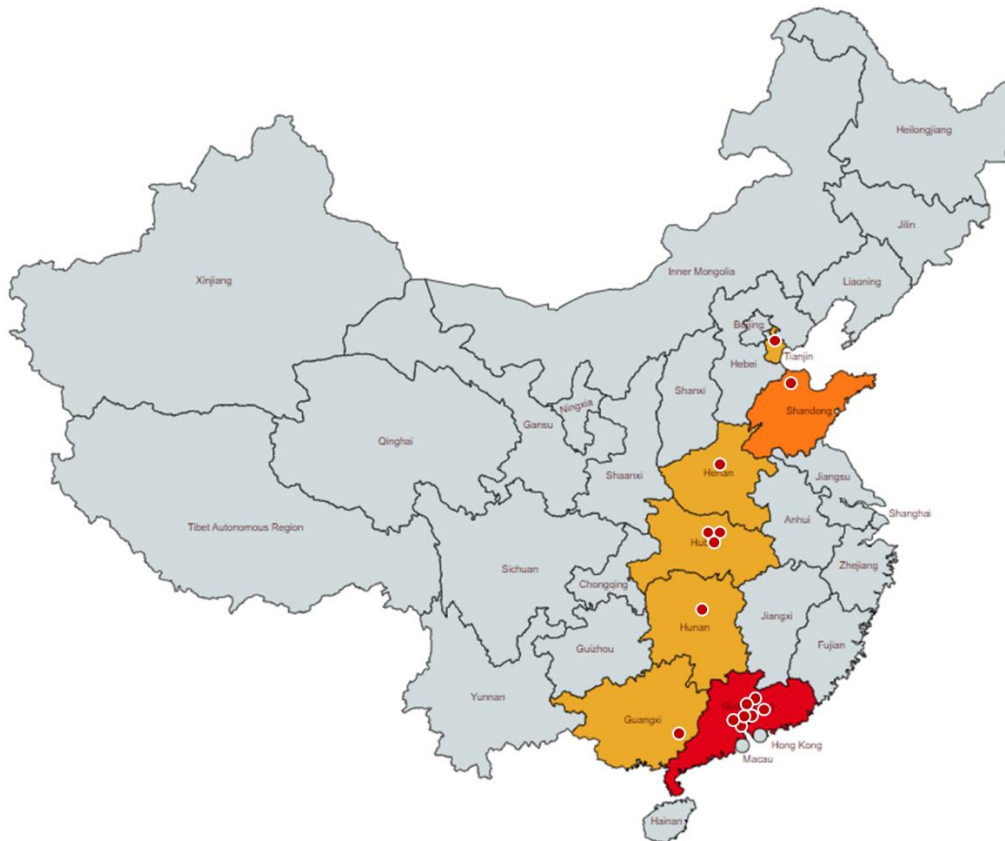 Heilongjiang
Jilin
Xinjiang
Inner Mongolia
Liaoning
Beijing
Tianjin
Hebei
Shanxi
Ningxia
Shandong
Gansu
Qinghai
Henan
Shaanxi
Jiangsu
Shanghai
Anhui
Tibet Autonomous Region
Hub
Sichuan
Zhejiang
Chongqing
Jiangxi
Hunan
Fujian
Guizhou
Yunnan
Guangxi
Hong Kong
Macau
Hainan